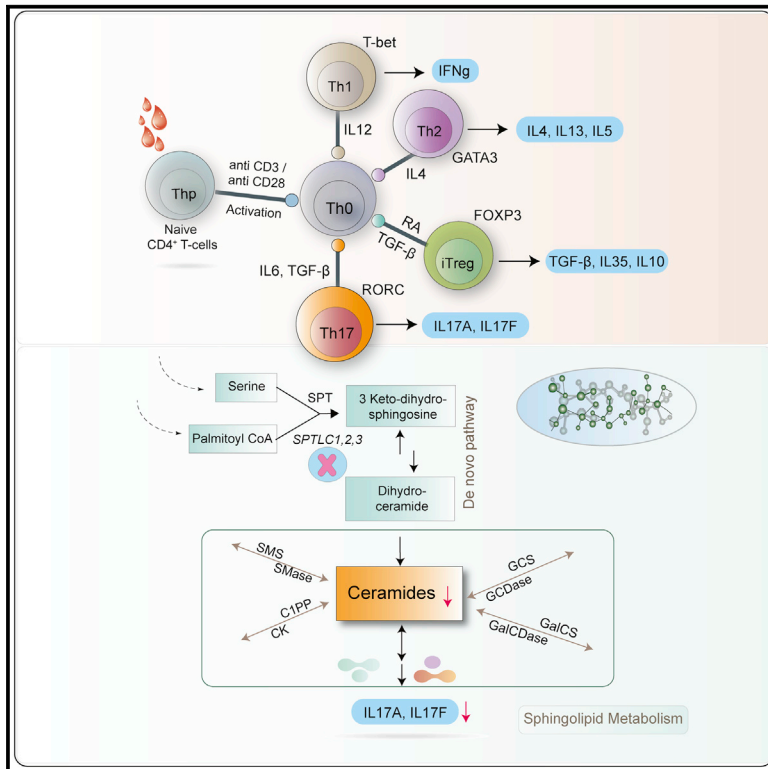 T-bet
Th1
IFNg
IL12
Th2
IL4, IL13, IL5
GATA3
IL4
anti CD3 /
anti CD28
Thp
Activation
Th0
Naive
CD4+ T-cells
RA
TGF-β
FOXP3
iTreg
TGF-β, IL35, IL10
IL6, TGF-β
RORC
Th17
IL17A, IL17F
Serine
SPT
3 Keto-dihydro-
sphingosine
Palmitoyl CoA
SPTLC1,2,3
De novo pathway
Dihydro-
ceramide
SMS
SMase
GCS
GCDase
Ceramides
C1PP
CK
GalCS
GalCDase
IL17A, IL17F
Sphingolipid Metabolism